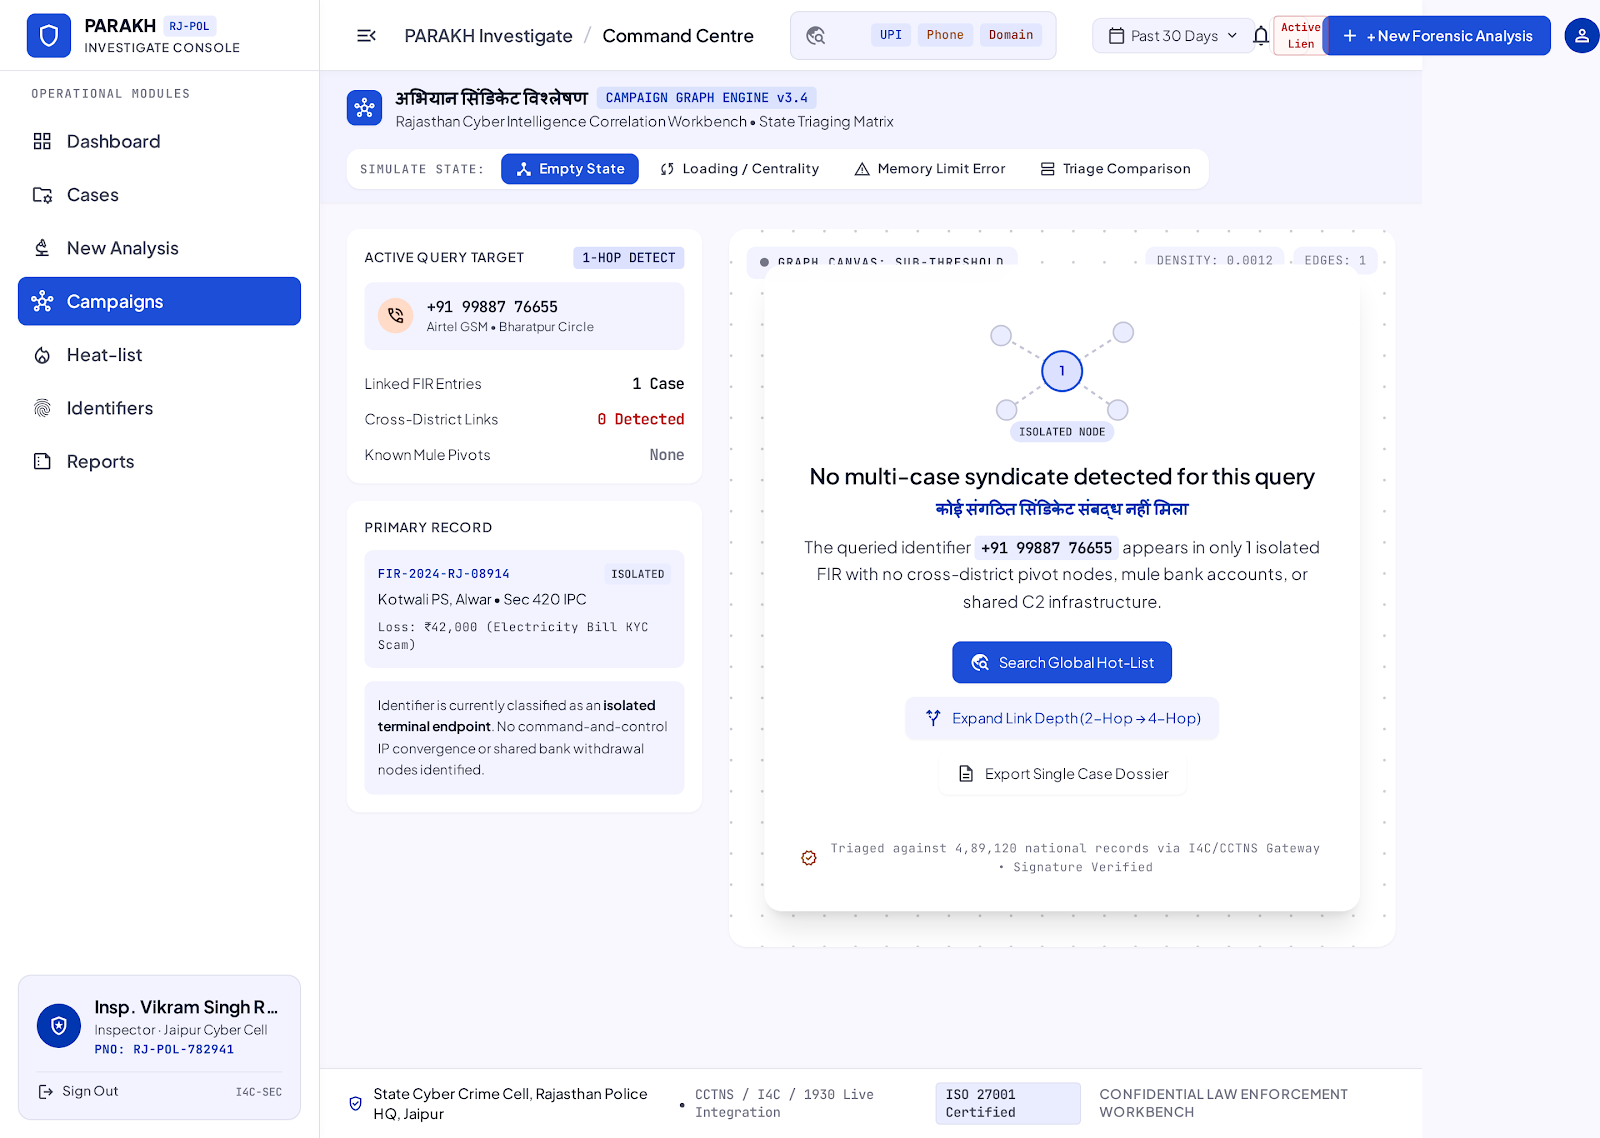 PARAKH RJ-POL
INVESTIGATE CONSOLE
PARAKH Investigate / Command Centre
UPI Phone Domain
Past 30 Days
Active
Lien
+ New Forensic Analysis
OPERATIONAL MODULES
Dashboard
Cases
New Analysis
Campaigns
Heat-list
Identifiers
Reports
अभियान सिंडिकेट विश्लेषण CAMPAIGN GRAPH ENGINE v3.4
Rajasthan Cyber Intelligence Correlation Workbench • State Triaging Matrix
SIMULATE STATE: Empty State Loading / Centrality Memory Limit Error Triage Comparison
ACTIVE QUERY TARGET 1-HOP DETECT
+91 99887 76655
Airtel GSM • Bharatpur Circle
Linked FIR Entries 1 Case
Cross-District Links 0 Detected
Known Mule Pivots None
PRIMARY RECORD
FIR-2024-RJ-08914 ISOLATED
Kotwali PS, Alwar • Sec 420 IPC
Loss: ₹42,000 (Electricity Bill KYC
Scam)
Identifier is currently classified as an isolated
terminal endpoint. No command-and-control
IP convergence or shared bank withdrawal
nodes identified.
GRAPH CANVAS: SUB-THRESHOLD DENSITY: 0.0012 EDGES: 1
1
ISOLATED NODE
No multi-case syndicate detected for this query
कोई संगठित सिंडिकेट संबद्ध नहीं मिला
The queried identifier +91 99887 76655 appears in only 1 isolated
FIR with no cross-district pivot nodes, mule bank accounts, or
shared C2 infrastructure.
Search Global Hot-List
Expand Link Depth (2-Hop → 4-Hop)
Export Single Case Dossier
Triaged against 4,89,120 national records via I4C/CCTNS Gateway
• Signature Verified
Insp. Vikram Singh R...
Inspector · Jaipur Cyber Cell
PNO: RJ-POL-782941
Sign Out I4C-SEC
State Cyber Crime Cell, Rajasthan Police
HQ, Jaipur
• CCTNS / I4C / 1930 Live
Integration
ISO 27001
Certified
CONFIDENTIAL LAW ENFORCEMENT
WORKBENCH